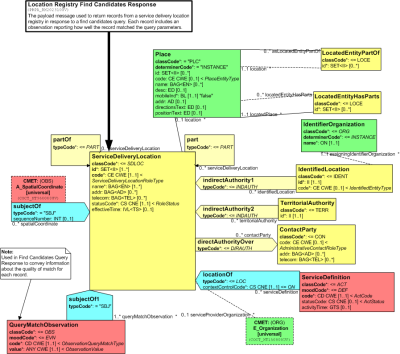 Location Registry Find Candidates Response
The payload message used to return records from a service delivery location
registry in response to a find candidates query. Each record includes an
observation reporting how well the record matched the query parameters.
Place
classCode*: <= "PLC"
determinerCode*: = "INSTANCE"
id: SET<II> [0..*]
code: CE CWE [0..1] < PlaceEntityType
name: BAG<EN> [0..*]
desc: ED [0..1]
mobileInd*: BL [1..1] "false"
addr: AD [0..1]
directionsText: ED [0..1]
positionText: ED [0..1]
0..1 location
0..* asLocatedEntityPartOf
0..1 location
LocatedEntityPartOf
classCode*: <= LOCE
id*: SET<II> [0..*]
0..* locatedEntityHasParts
0..1 locatedPlace
LocatedEntityHasParts
classCode*: <= LOCE
id*: SET<II> [0..*]
IdentifierOrganization
classCode*: <= ORG
determinerCode*: <= INSTANCE
name: ON [1..1]
0..1 assigningIdentifierOrganization
IdentifiedLocation
classCode*: <= IDENT
id: II [1..1]
code*: CE CWE [0..1] < IdentifiedEntityType
0..* identifiedLocation
partOf
typeCode*: <= PART
0..* serviceDeliveryLocation
part
typeCode*: <= PART
0..* serviceDeliveryLocation
ServiceDeliveryLocation
classCode*: <= SDLOC
id: SET<II> [1..*]
code*: CE CWE [1..1] <
ServiceDeliveryLocationRoleType
name: BAG<EN> [1..*]
addr: BAG<AD> [0..*]
telecom: BAG<TEL> [0..*]
statusCode*: CS CNE [0..1] < RoleStatus
effectiveTime: IVL<TS> [0..1]
indirectAuthority1
typeCode*: <= INDAUTH
indirectAuthority2
typeCode*: <= INDAUTH
0..* territorialAuthority
TerritorialAuthority
classCode*: <= TERR
id*: II [1..1]
0..* contactParty
directAuthorityOver
typeCode*: <= DIRAUTH
ContactParty
classCode*: <= CON
code: CE CWE [0..1] <
AdministrativeContactRoleType
addr: BAG<AD> [0..*]
telecom: BAG<TEL> [0..*]
CMET: (OBS)
A_SpatialCoordinate
[universal]
subjectOf
typeCode*: <= "SBJ"
sequenceNumber: INT [0..1]
0..* spatialCoordinate
locationOf
typeCode*: <= LOC
contextControlCode*: CS CNE [1..1] <= ON
0..* serviceDefinition
ServiceDefinition
classCode*: <= ACT
moodCode*: <= DEF
code*: CD CWE [1..1] < ActCode
statusCode*: CS CNE [0..1] < ActStatus
activityTime: GTS [0..1]
Note:
Used in Find Candidates Query
Response to convey information
about the quality of match for
each record
subjectOf1
typeCode*: <= "SBJ"
0..1 queryMatchObservation
0..1 serviceProviderOrganization
CMET: (ORG)
E_Organization
[universal]
QueryMatchObservation
classCode*: <= OBS
moodCode*: <= EVN
code*: CD CWE [1..1] < ObservationQueryMatchType
value*: ANY CWE [1..1] < ObservationValue